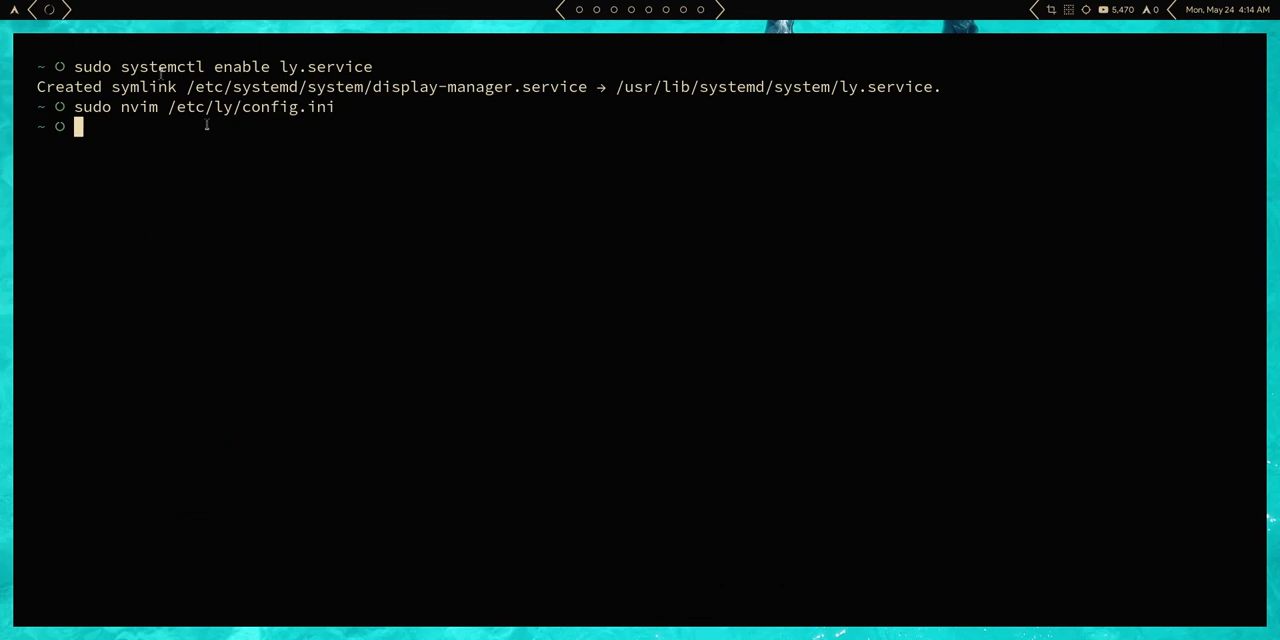 5,470 0 Mon, May 24 4:14 AM
~ sudo systemctl enable ly.service
Created symlink /etc/systemd/system/display-manager.service → /usr/lib/systemd/system/ly.service.
~ sudo nvim /etc/ly/config.ini
~